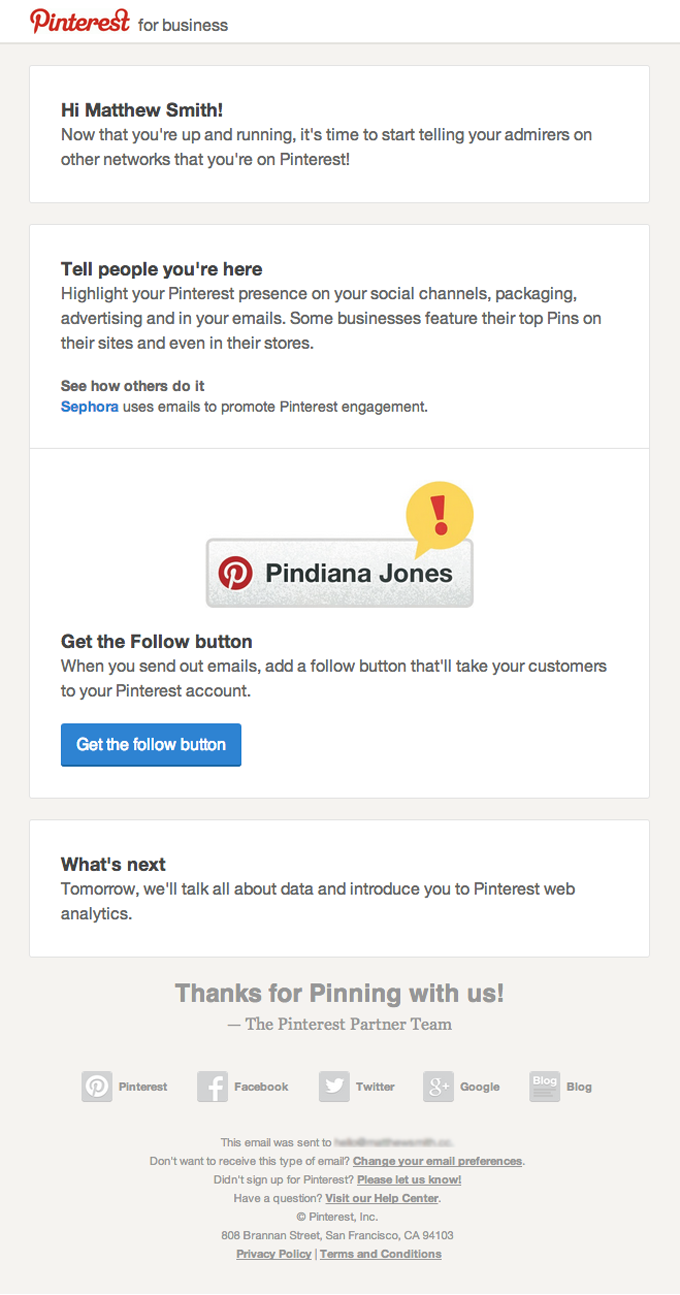 Pinterest for business
Hi Matthew Smith!
Now that you're up and running, it's time to start telling your admirers on
other networks that you're on Pinterest!
Tell people you're here
Highlight your Pinterest presence on your social channels, packaging,
advertising and in your emails. Some businesses feature their top Pins on
their sites and even in their stores.
See how others do it
Sephora uses emails to promote Pinterest engagement.
!
Pindiana Jones
Get the Follow button
When you send out emails, add a follow button that'll take your customers
to your Pinterest account.
Get the follow button
What's next
Tomorrow, we'll talk all about data and introduce you to Pinterest web
analytics.
Thanks for Pinning with us!
— The Pinterest Partner Team
Pinterest Facebook Twitter g+ Google Blog Blog
This email was sent to
Don't want to receive this type of email? Change your email preferences.
Didn't sign up for Pinterest? Please let us know!
Have a question? Visit our Help Center.
© Pinterest, Inc.
808 Brannan Street, San Francisco, CA 94103
Privacy Policy | Terms and Conditions